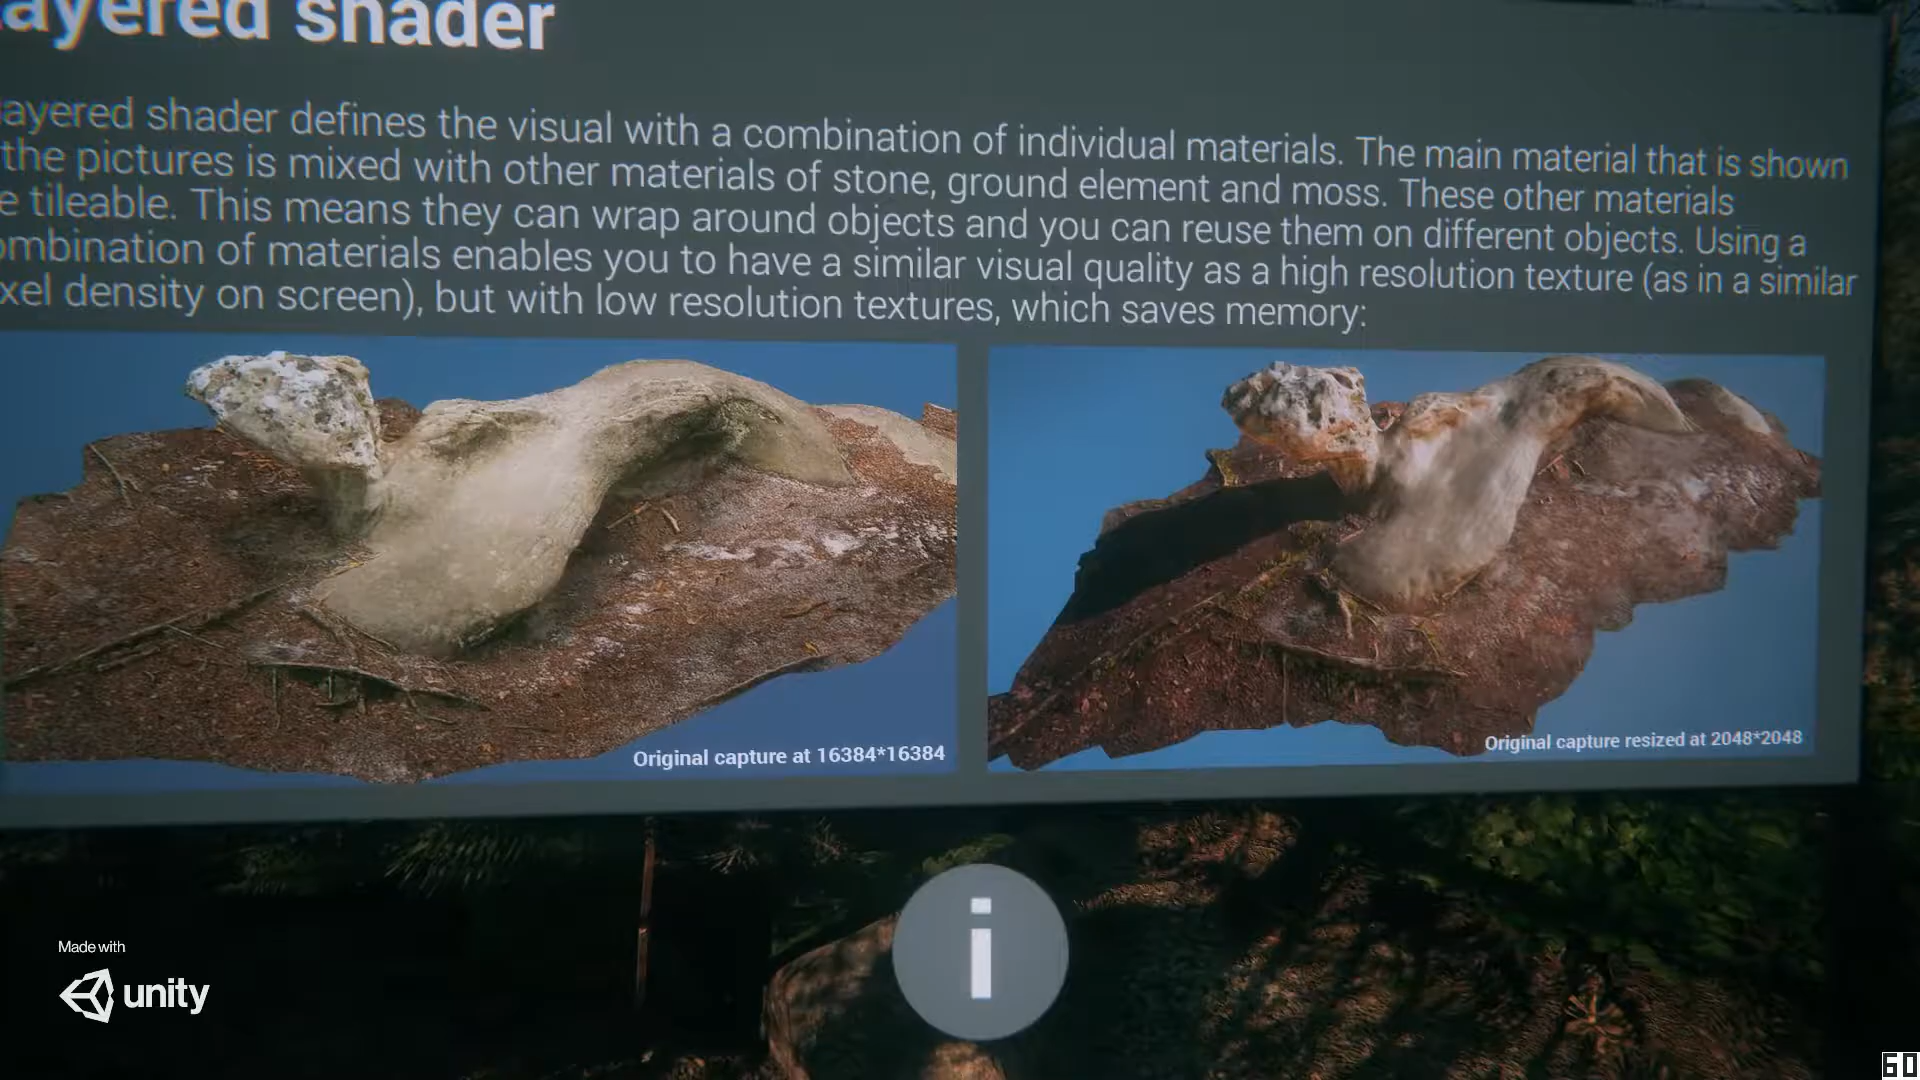 ayered shader
layered shader defines the visual with a combination of individual materials. The main material that is shown
the pictures is mixed with other materials of stone, ground element and moss. These other materials
e tileable. This means they can wrap around objects and you can reuse them on different objects. Using a
ombination of materials enables you to have a similar visual quality as a high resolution texture (as in a similar
xel density on screen), but with low resolution textures, which saves memory:
Original capture at 16384*16384
Original capture resized at 2048*2048
i
Made with
unity
60